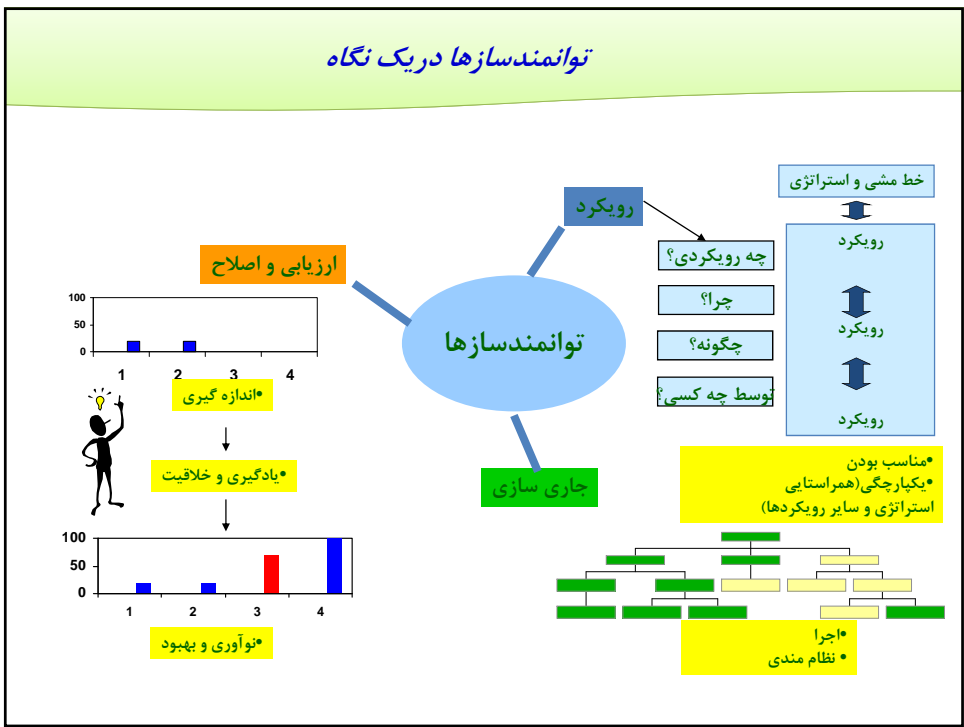 توانمندسازها دریک نگاه
خط مشی و استراتژی
رویکرد
رویکرد
رویکرد
رویکرد
چه رویکردی؟
چرا؟
چگونه؟
توسط چه کسی؟
•مناسب بودن
•یکپارچگی(همراستایی
استراتژی و سایر رویکردها)
توانمندسازها
جاری سازی
•اجرا
• نظام مندی
ارزیابی و اصلاح
100
50
0
1 2 3 4
•اندازه گیری
•یادگیری و خلاقیت
100
50
0
1 2 3 4
•نوآوری و بهبود